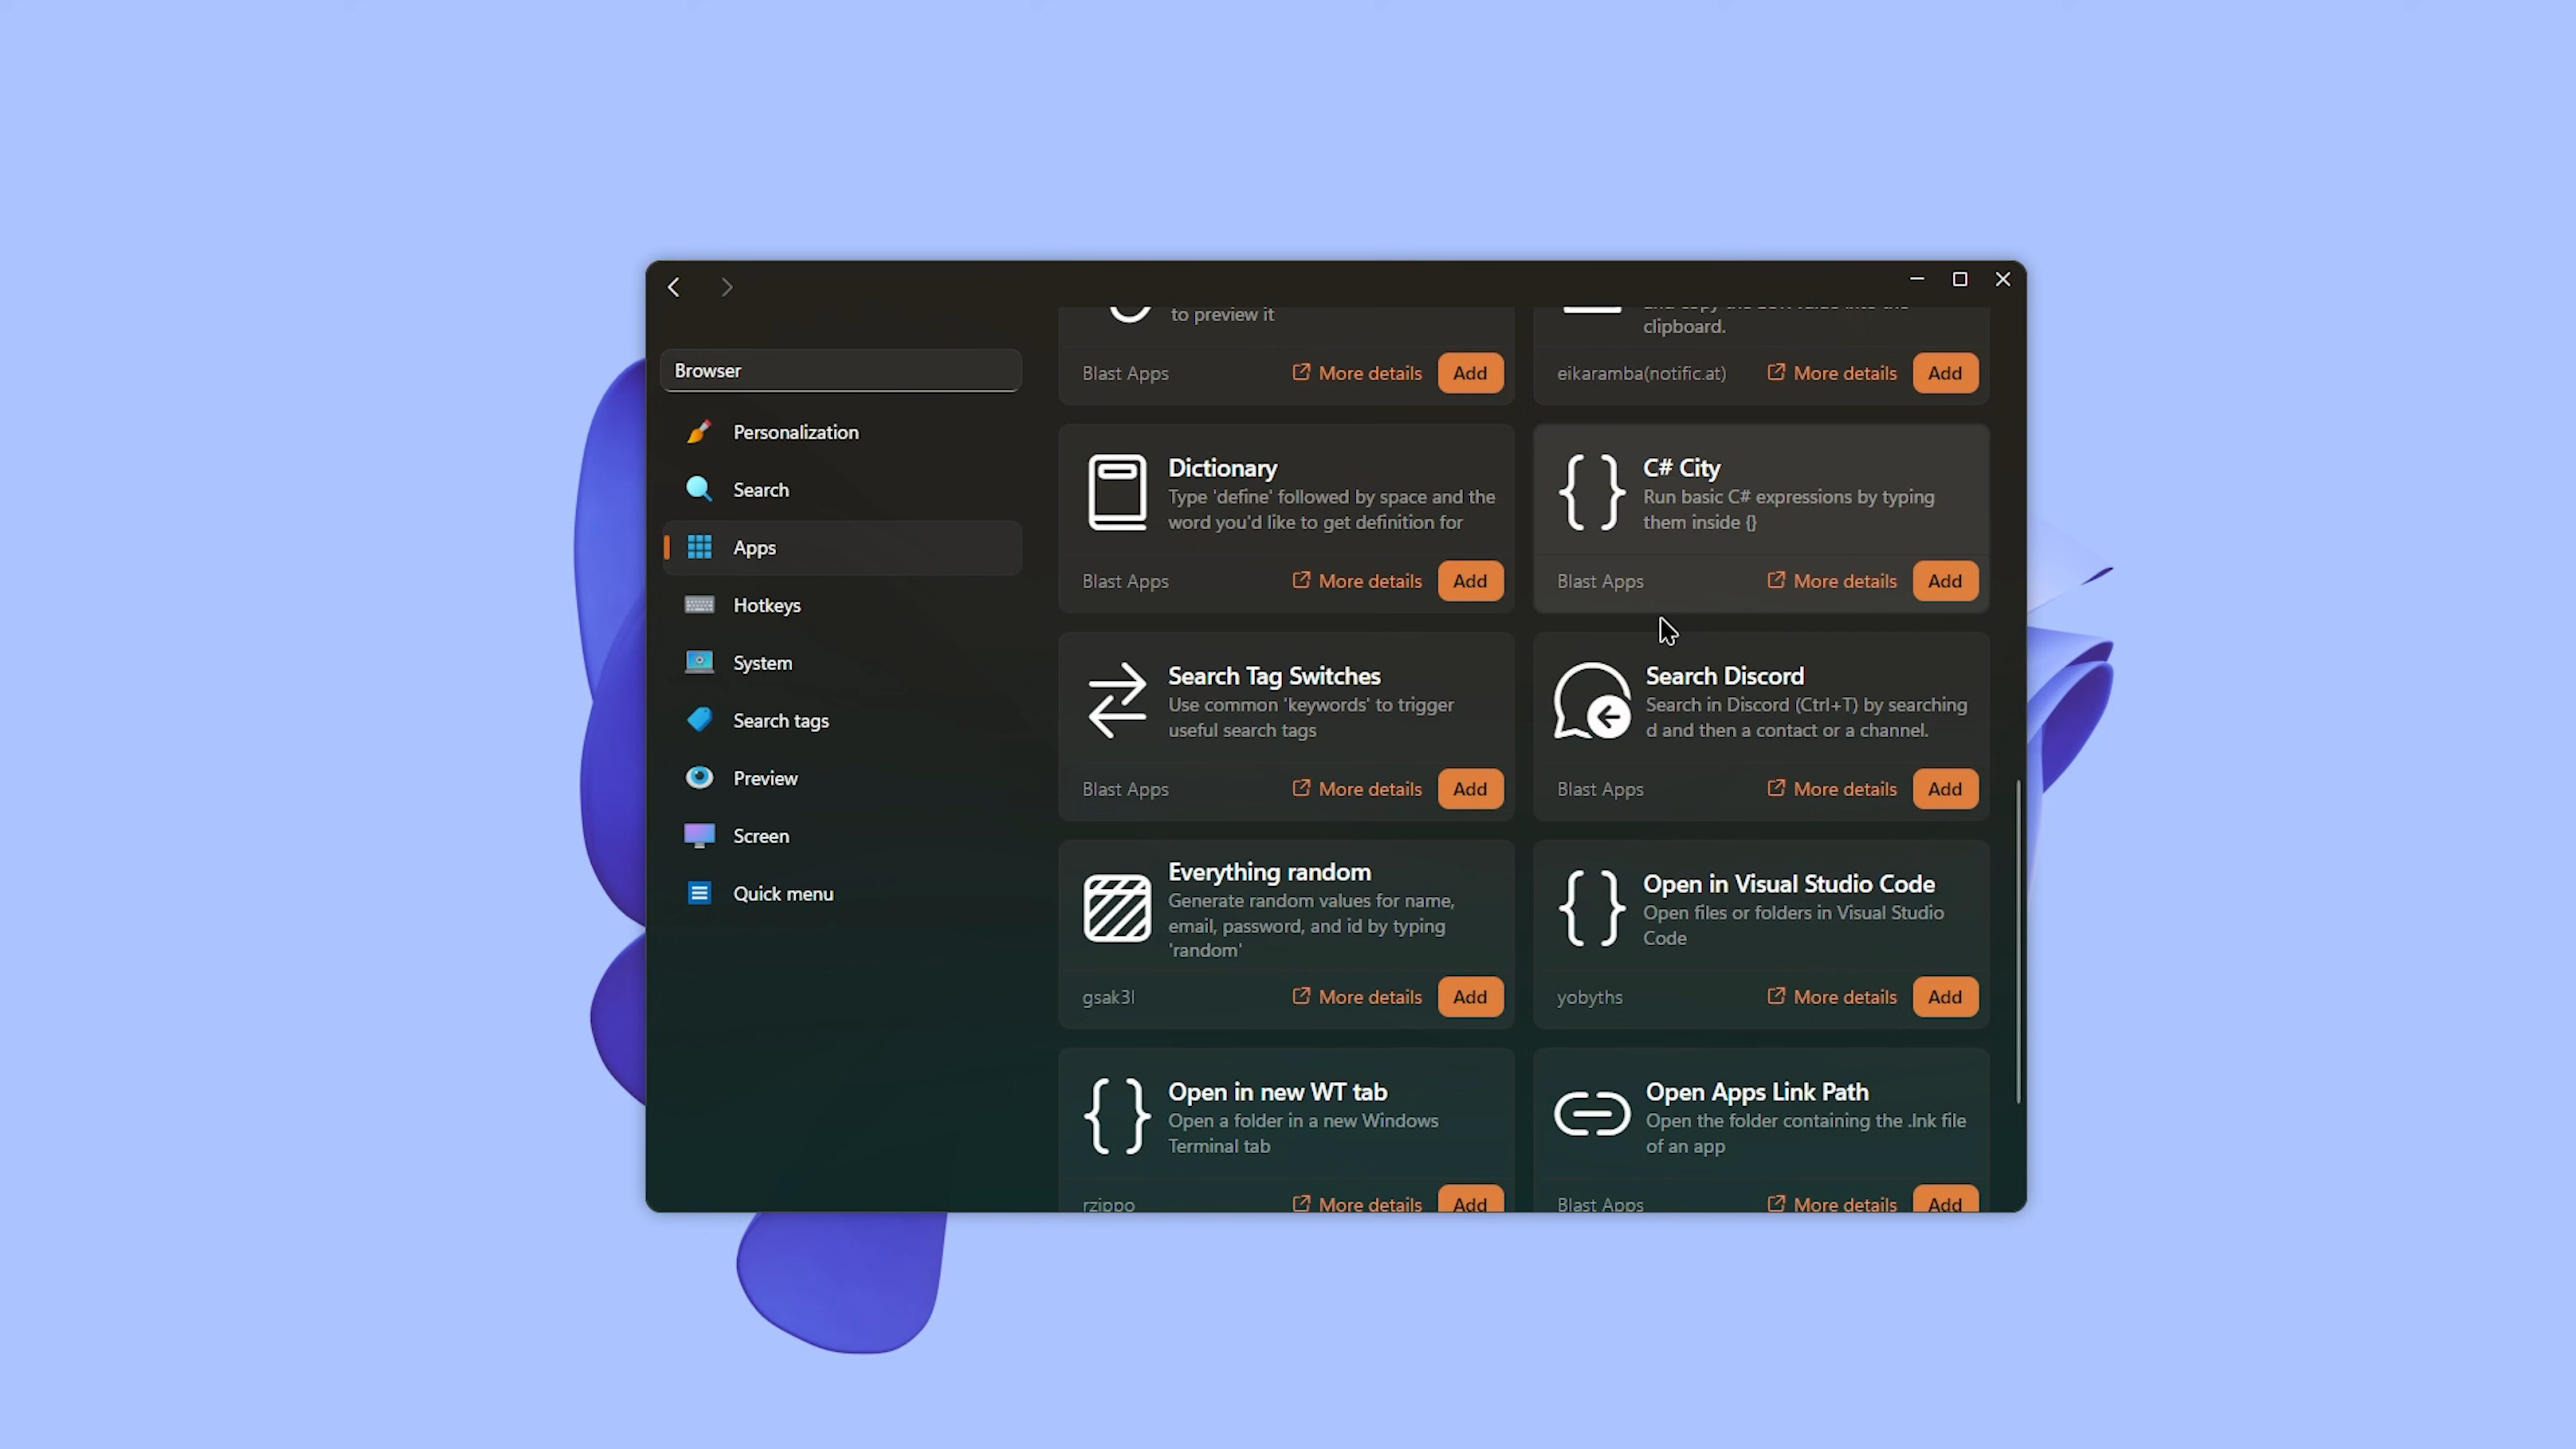 Browser
Personalization
Search
Apps
Hotkeys
System
Search tags
Preview
Screen
Quick menu
to preview it
Blast Apps
More details
Add
clipboard.
eikaramba(notific.at)
More details
Add
Dictionary
Type 'define' followed by space and the
word you'd like to get definition for
Blast Apps
More details
Add
C# City
Run basic C# expressions by typing
them inside {}
Blast Apps
More details
Add
Search Tag Switches
Use common 'keywords' to trigger
useful search tags
Blast Apps
More details
Add
Search Discord
Search in Discord (Ctrl+T) by searching
d and then a contact or a channel.
Blast Apps
More details
Add
Everything random
Generate random values for name,
email, password, and id by typing
'random'
gsak3l
More details
Add
Open in Visual Studio Code
Open files or folders in Visual Studio
Code
yobyths
More details
Add
Open in new WT tab
Open a folder in a new Windows
Terminal tab
rzippo
More details
Add
Open Apps Link Path
Open the folder containing the .lnk file
of an app
Blast Apps
More details
Add